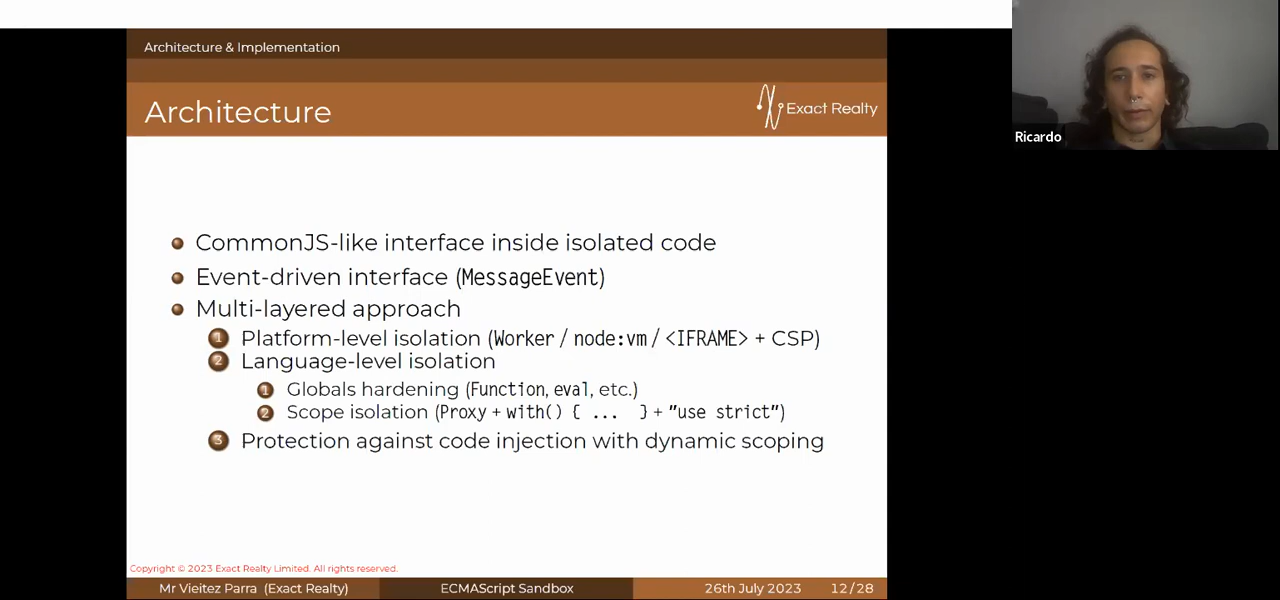 Architecture & Implementation
Architecture
Exact Realty
Ricardo
CommonJS-like interface inside isolated code
Event-driven interface (MessageEvent)
Multi-layered approach
1 Platform-level isolation (Worker / node:vm / <IFRAME> + CSP)
2 Language-level isolation
1 Globals hardening (Function, eval, etc.)
2 Scope isolation (Proxy + with() { ... } + "use strict")
3 Protection against code injection with dynamic scoping
Copyright © 2023 Exact Realty Limited. All rights reserved.
Mr Vieitez Parra (Exact Realty) ECMAScript Sandbox 26th July 2023 12/28